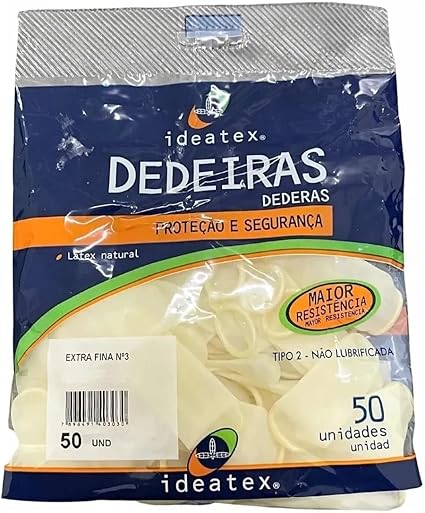 ideatex®
DEDEIRAS
DEDERAS
PROTEÇÃO E SEGURANÇA
• Látex natural
MAIOR
RESISTÊNCIA
MAYOR RESISTENCIA
EXTRA FINA Nº3
TIPO 2 - NÃO LUBRIFICADA
50 UND
50
unidades
unidad
ideatex®